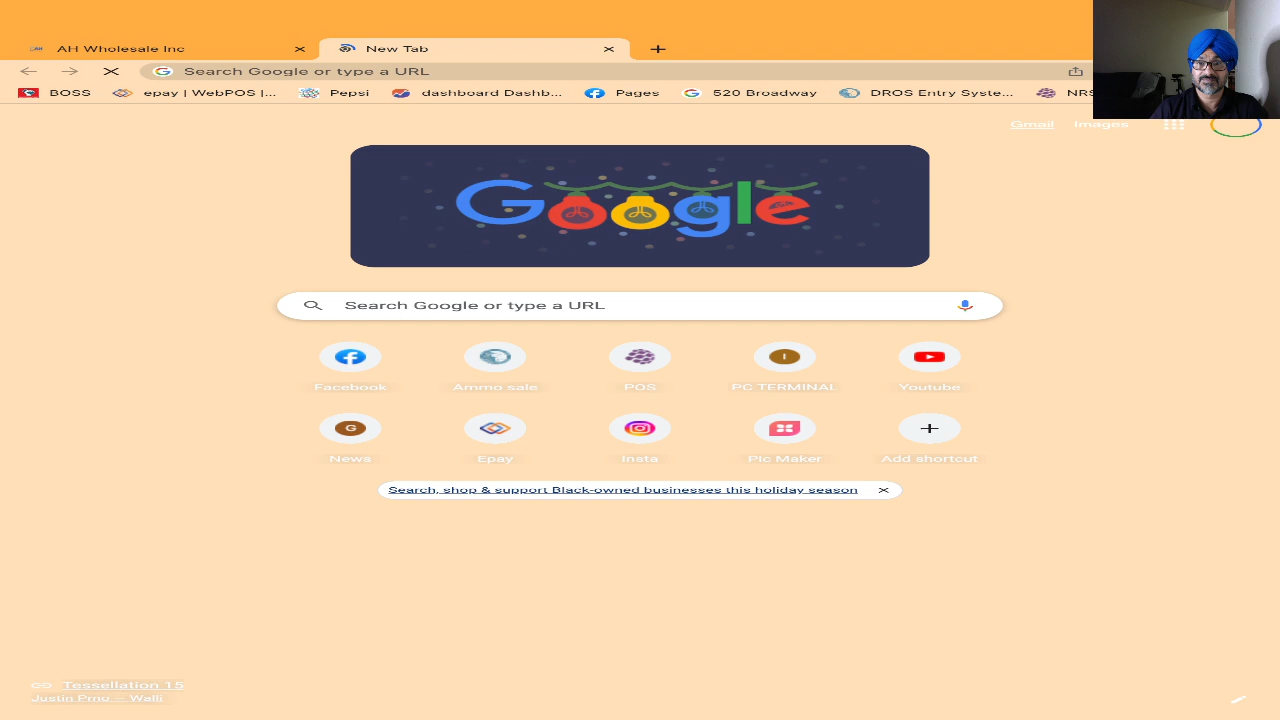 AH Wholesale Inc
New Tab
Search Google or type a URL
BOSS
epay | WebPOS |...
Pepsi
dashboard Dashb...
Pages
520 Broadway
DROS Entry Syste...
NRS
Gmail
Images
Google
Search Google or type a URL
Facebook
Ammo sale
POS
I
PC TERMINAL
Youtube
G
News
Epay
Insta
Pic Maker
Add shortcut
Search, shop & support Black-owned businesses this holiday season
Tessellation 15
Justin Prno — Walli